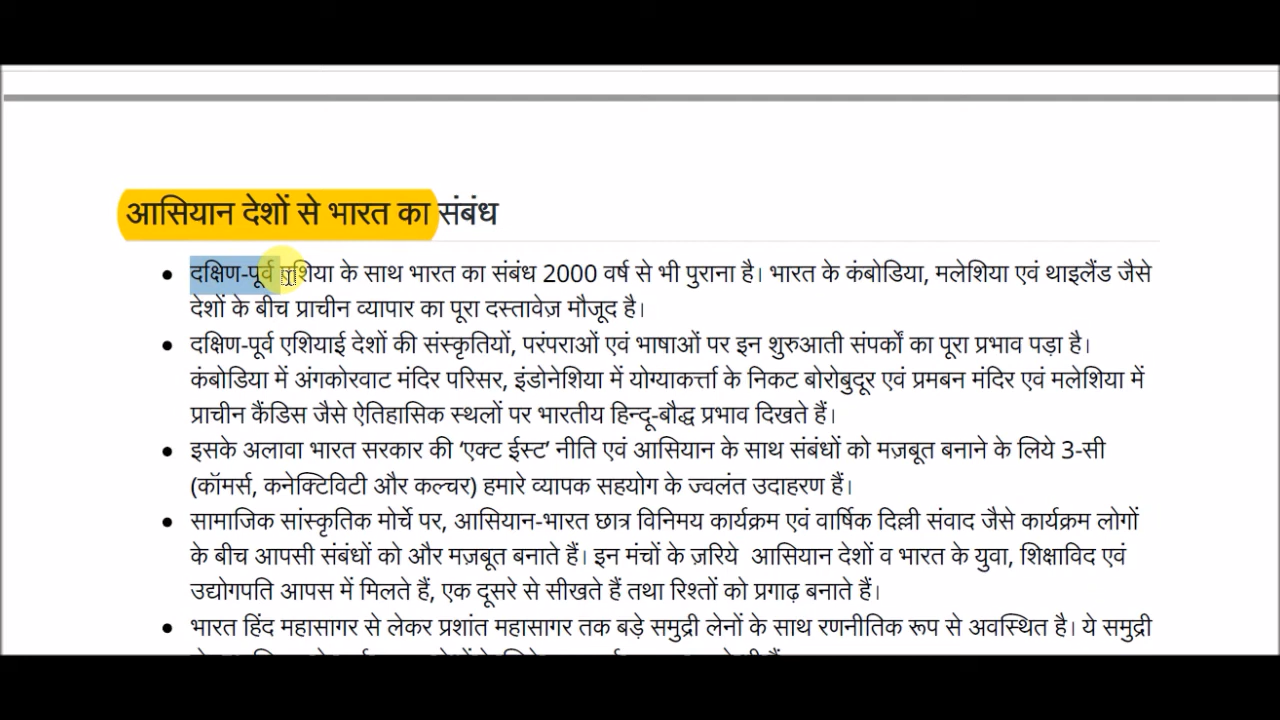 आसियान देशों से भारत का संबंध
दक्षिण-पूर्व एशिया के साथ भारत का संबंध 2000 वर्ष से भी पुराना है। भारत के कंबोडिया, मलेशिया एवं थाइलैंड जैसे
देशों के बीच प्राचीन व्यापार का पूरा दस्तावेज़ मौजूद है।
दक्षिण-पूर्व एशियाई देशों की संस्कृतियों, परंपराओं एवं भाषाओं पर इन शुरुआती संपर्कों का पूरा प्रभाव पड़ा है।
कंबोडिया में अंगकोरवाट मंदिर परिसर, इंडोनेशिया में योग्याकर्त्ता के निकट बोरोबुदूर एवं प्रमबन मंदिर एवं मलेशिया में
प्राचीन कैंडिस जैसे ऐतिहासिक स्थलों पर भारतीय हिन्दू-बौद्ध प्रभाव दिखते हैं।
इसके अलावा भारत सरकार की ‘एक्ट ईस्ट’ नीति एवं आसियान के साथ संबंधों को मज़बूत बनाने के लिये 3-सी
(कॉमर्स, कनेक्टिविटी और कल्चर) हमारे व्यापक सहयोग के ज्वलंत उदाहरण हैं।
सामाजिक सांस्कृतिक मोर्चे पर, आसियान-भारत छात्र विनिमय कार्यक्रम एवं वार्षिक दिल्ली संवाद जैसे कार्यक्रम लोगों
के बीच आपसी संबंधों को और मज़बूत बनाते हैं। इन मंचों के ज़रिये आसियान देशों व भारत के युवा, शिक्षाविद एवं
उद्योगपति आपस में मिलते हैं, एक दूसरे से सीखते हैं तथा रिश्तों को प्रगाढ़ बनाते हैं।
भारत हिंद महासागर से लेकर प्रशांत महासागर तक बड़े समुद्री लेनों के साथ रणनीतिक रूप से अवस्थित है। ये समुद्री